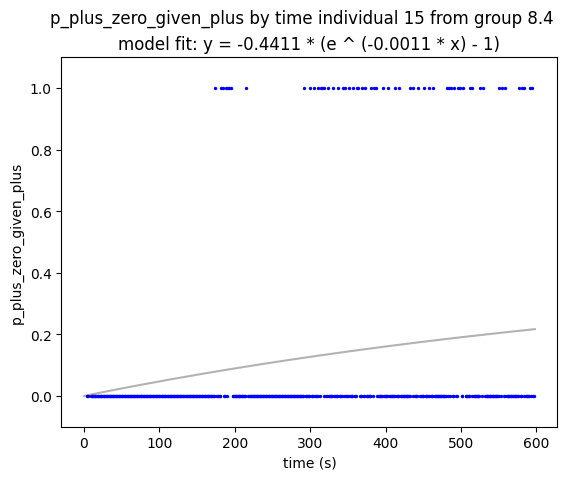 p_plus_zero_given_plus by time individual 15 from group 8.4
model fit: y = -0.4411 * (e ^ (-0.0011 * x) - 1)
1.0
0.8
0.6
0.4
0.2
0.0
p_plus_zero_given_plus
0 100 200 300 400 500 600
time (s)